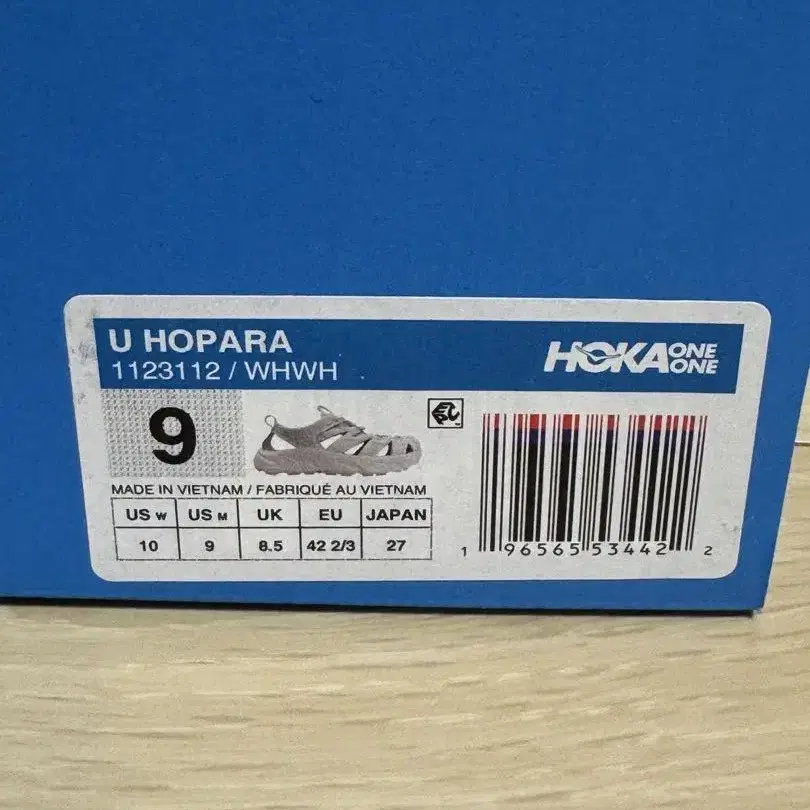 U HOPARA
1123112 / WHWH
HOKA ONE ONE
9
MADE IN VIETNAM / FABRIQUÉ AU VIETNAM
US W US M UK EU JAPAN
10 9 8.5 42 2/3 27
1 96565 53442 2